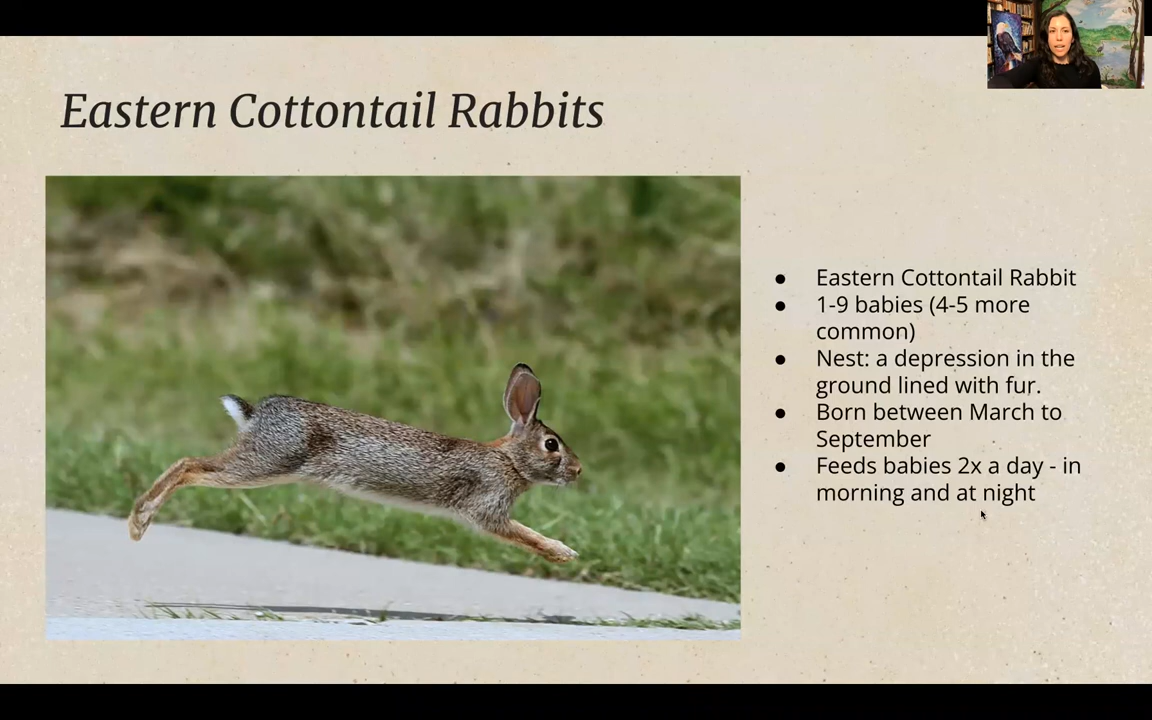 Eastern Cottontail Rabbits
● Eastern Cottontail Rabbit
● 1-9 babies (4-5 more
common)
● Nest: a depression in the
ground lined with fur.
● Born between March to
September
● Feeds babies 2x a day - in
morning and at night